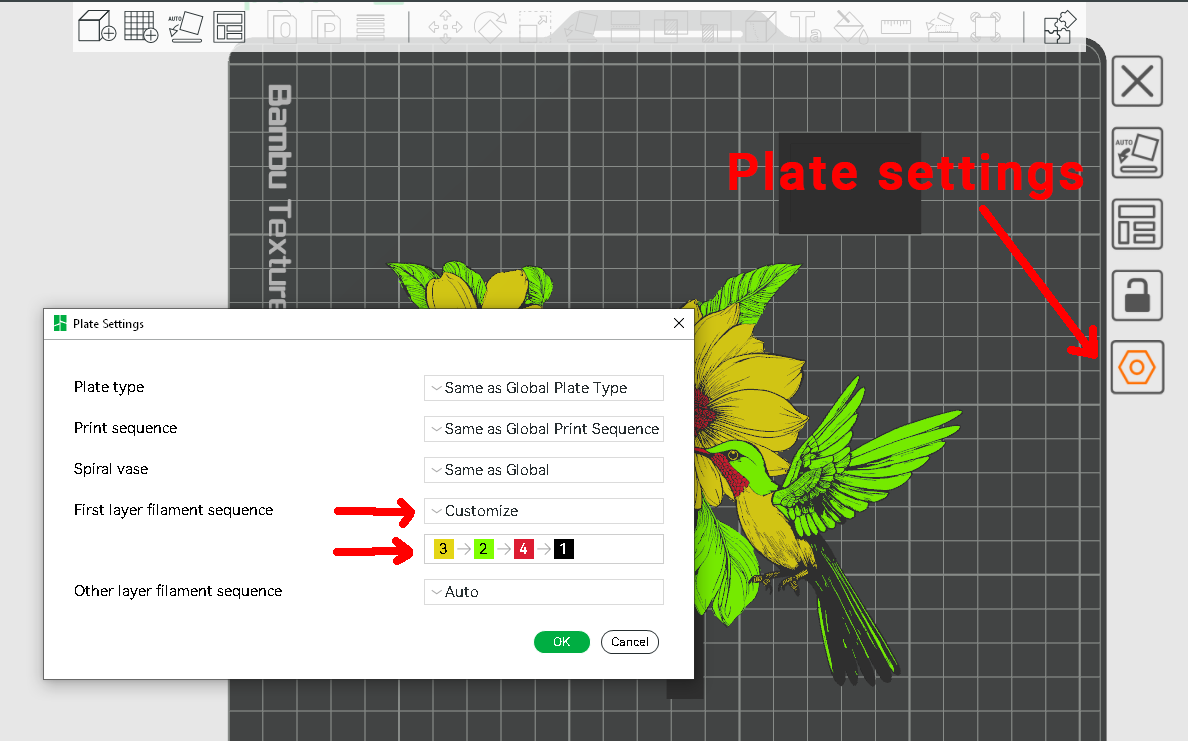 AUTO
Bambu Texture
AUTO
Plate settings
Plate Settings
Plate type
Same as Global Plate Type
Print sequence
Same as Global Print Sequence
Spiral vase
Same as Global
First layer filament sequence
Customize
3 → 2 → 4 → 1
Other layer filament sequence
Auto
OK
Cancel